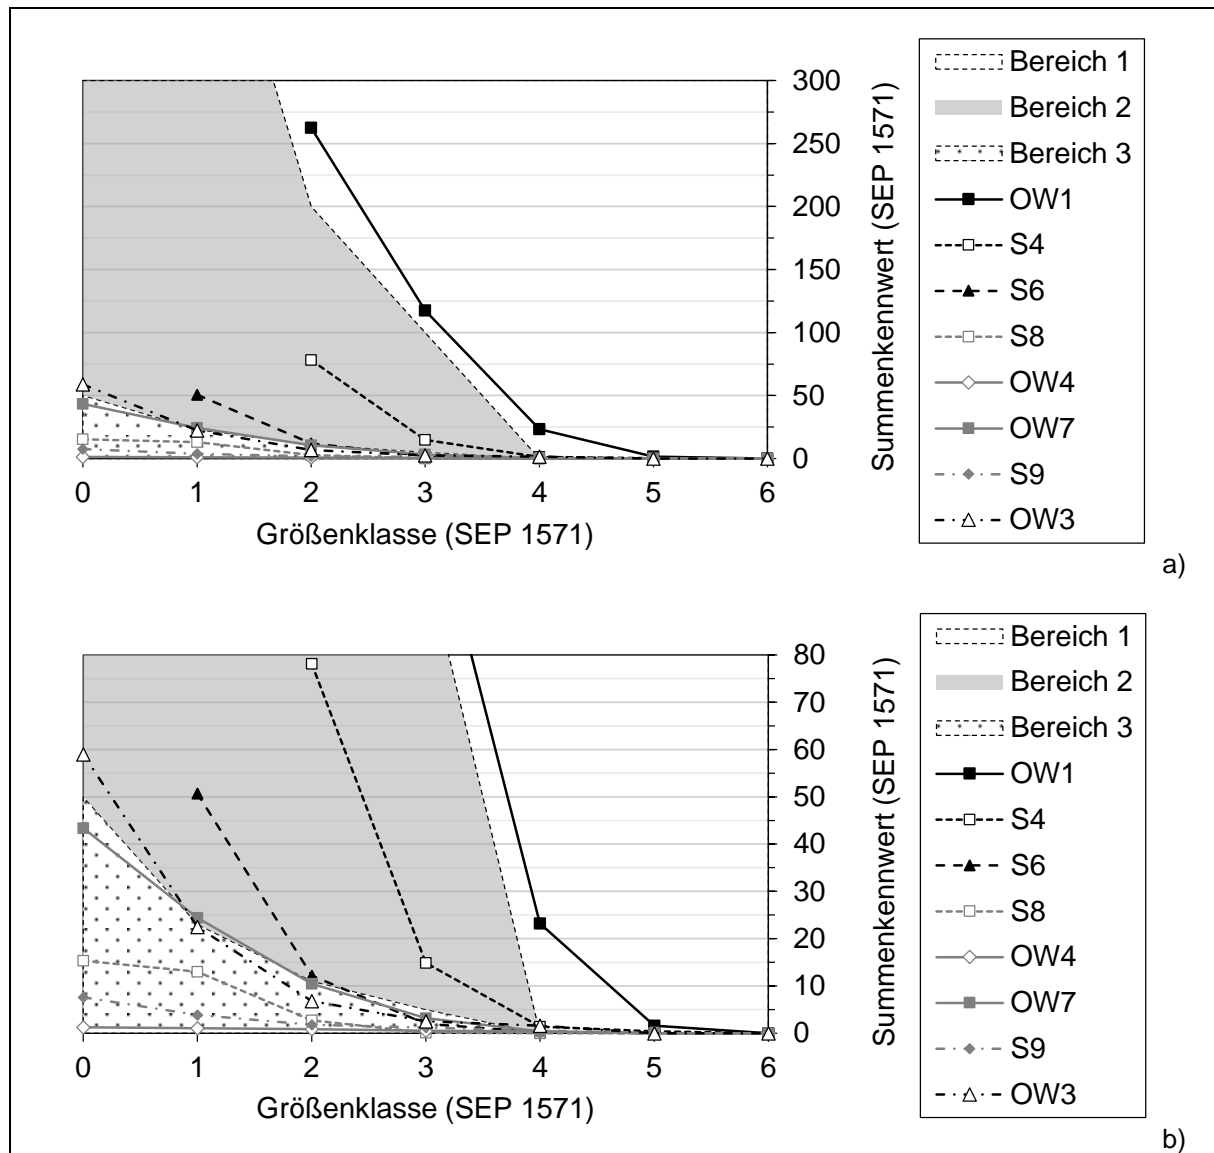 300
250
200
150
100
50
0
Summenkennwert (SEP 1571)
0 1 2 3 4 5 6
Größenklasse (SEP 1571)
Bereich 1
Bereich 2
Bereich 3
OW1
S4
S6
S8
OW4
OW7
S9
OW3
a)
80
70
60
50
40
30
20
10
0
Summenkennwert (SEP 1571)
0 1 2 3 4 5 6
Größenklasse (SEP 1571)
Bereich 1
Bereich 2
Bereich 3
OW1
S4
S6
S8
OW4
OW7
S9
OW3
b)